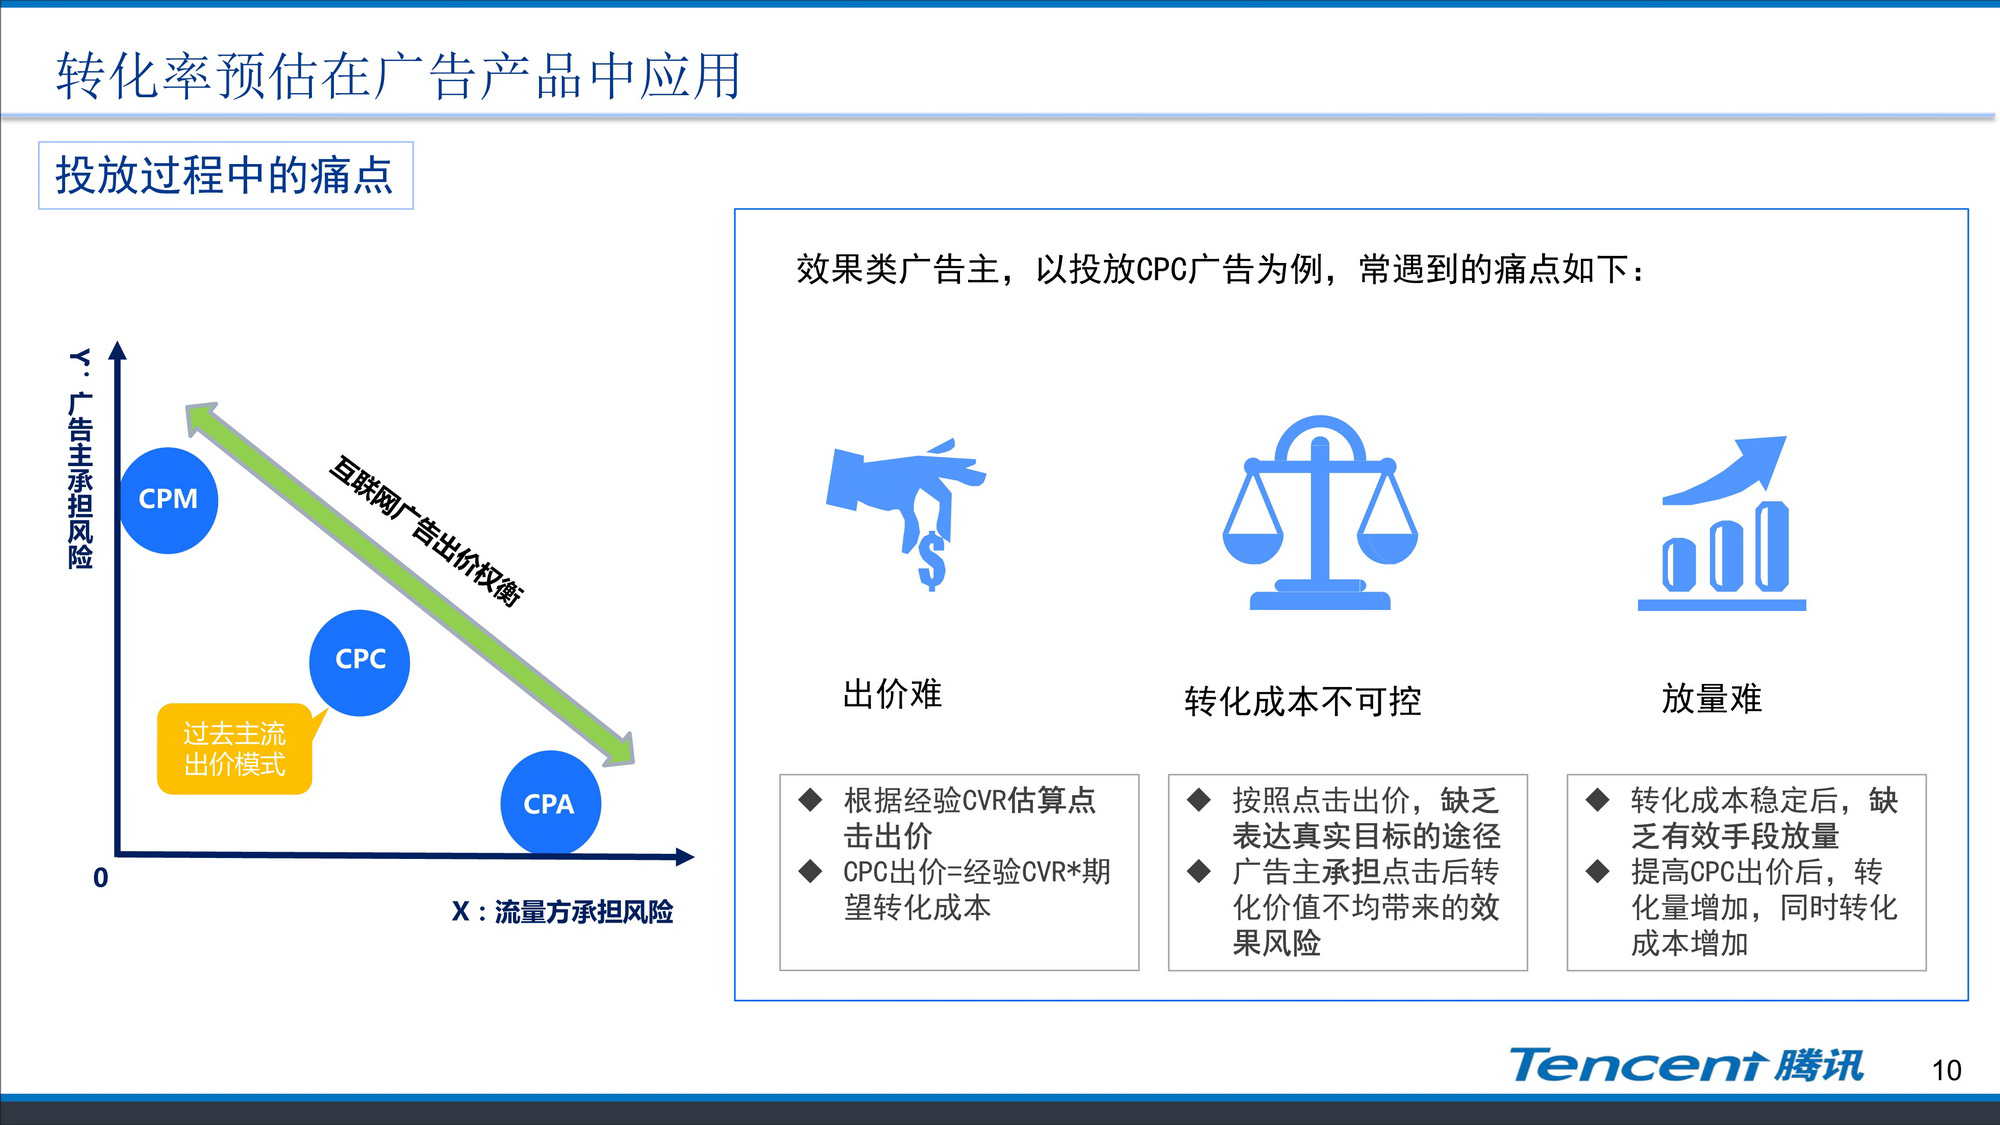 转化率预估在广告产品中应用
投放过程中的痛点
Y：广告主承担风险
互联网广告出价权衡
CPM
CPC
过去主流
出价模式
CPA
0
X：流量方承担风险
效果类广告主，以投放CPC广告为例，常遇到的痛点如下：
$
出价难
◆ 根据经验CVR估算点
击出价
◆ CPC出价=经验CVR*期
望转化成本
转化成本不可控
◆ 按照点击出价，缺乏
表达真实目标的途径
◆ 广告主承担点击后转
化价值不均带来的效
果风险
放量难
◆ 转化成本稳定后，缺
乏有效手段放量
◆ 提高CPC出价后，转
化量增加，同时转化
成本增加
Tencent 腾讯
10